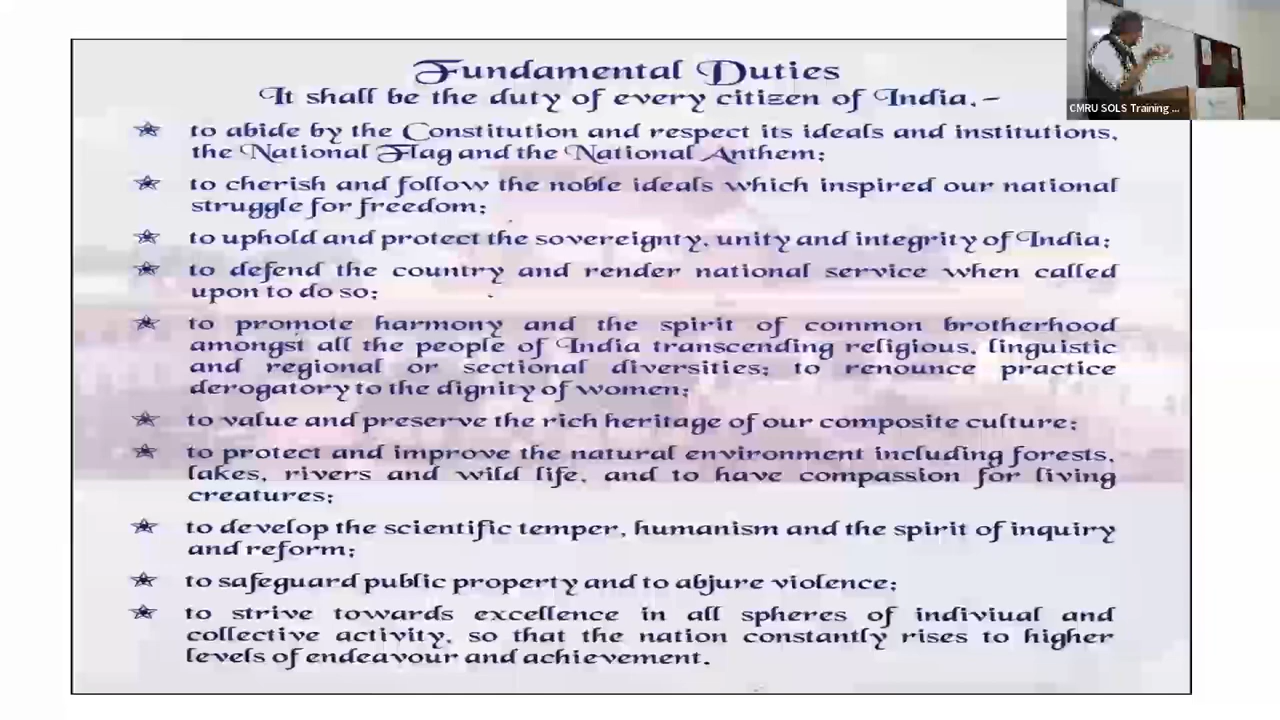 Fundamental Duties
It shall be the duty of every citizen of India,-
to abide by the Constitution and respect its ideals and institutions,
the National Flag and the National Anthem;
to cherish and follow the noble ideals which inspired our national
struggle for freedom;
to uphold and protect the sovereignty, unity and integrity of India;
to defend the country and render national service when called
upon to do so;
to promote harmony and the spirit of common brotherhood
amongst all the people of India transcending religious, linguistic
and regional or sectional diversities; to renounce practice
derogatory to the dignity of women;
to value and preserve the rich heritage of our composite culture;
to protect and improve the natural environment including forests,
lakes, rivers and wild life, and to have compassion for living
creatures;
to develop the scientific temper, humanism and the spirit of inquiry
and reform;
to safeguard public property and to abjure violence;
to strive towards excellence in all spheres of indiviual and
collective activity, so that the nation constantly rises to higher
levels of endeavour and achievement.
CMRU SOLS Training ...